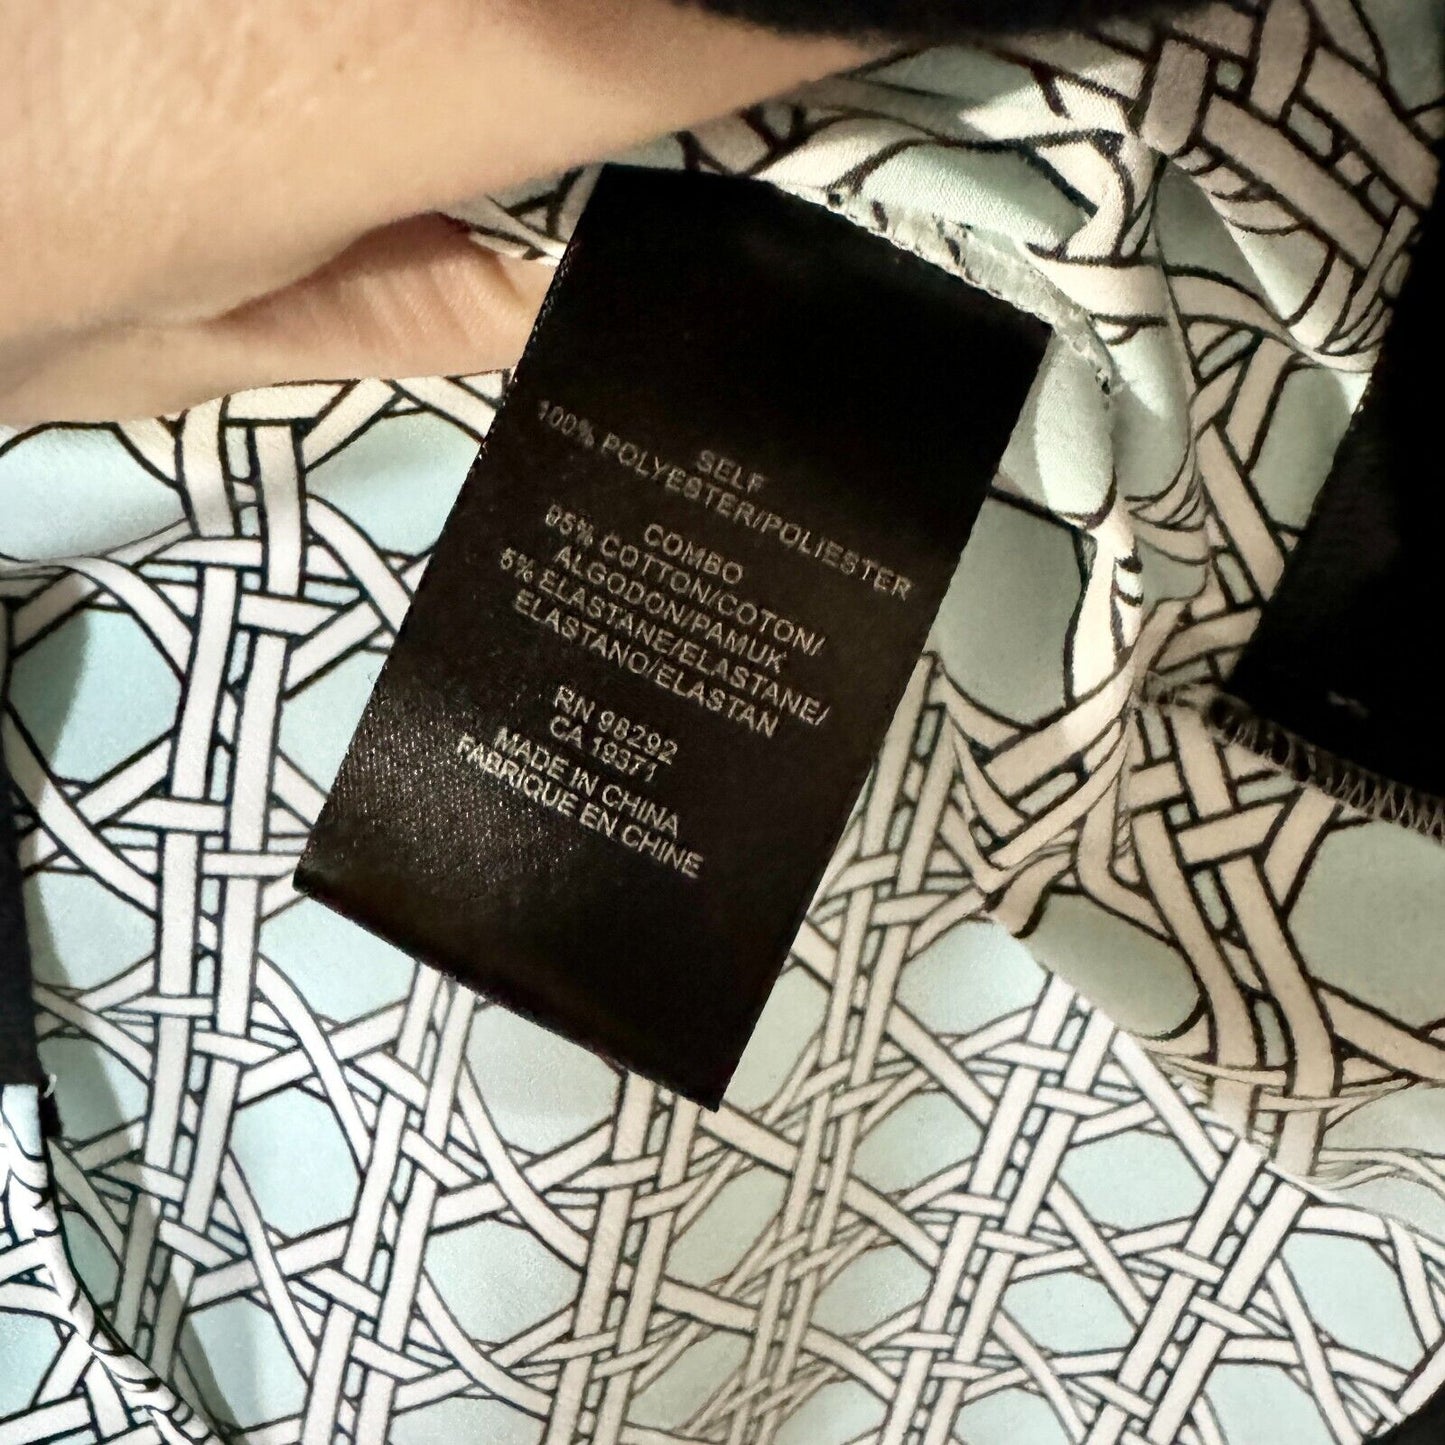 SELF
100% POLYESTER/POLIESTER
COMBO
95% COTTON/COTON/
ALGODON/PAMUK
5% ELASTANE/ELASTANE/
ELASTANO/ELASTAN
RN 98292
CA 19371
MADE IN CHINA
FABRIQUE EN CHINE